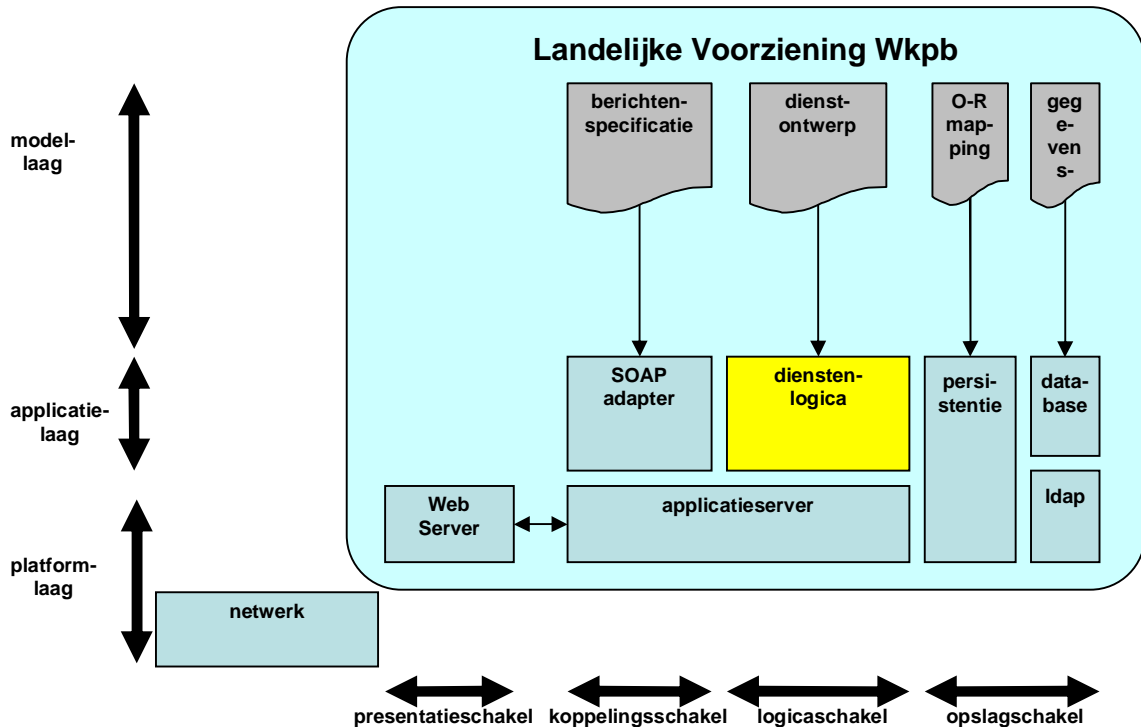 Landelijke Voorziening Wkpb
berichten-
specificatie
dienst-
ontwerp
O-R
map-
ping
geg
e-
ven
s-
model-
laag
SOAP
adapter
diensten-
logica
persi-
stentie
data-
base
applicatie-
laag
Web
Server
applicatieserver
ldap
platform-
laag
netwerk
presentatieschakel
koppelingsschakel
logicaschakel
opslagschakel